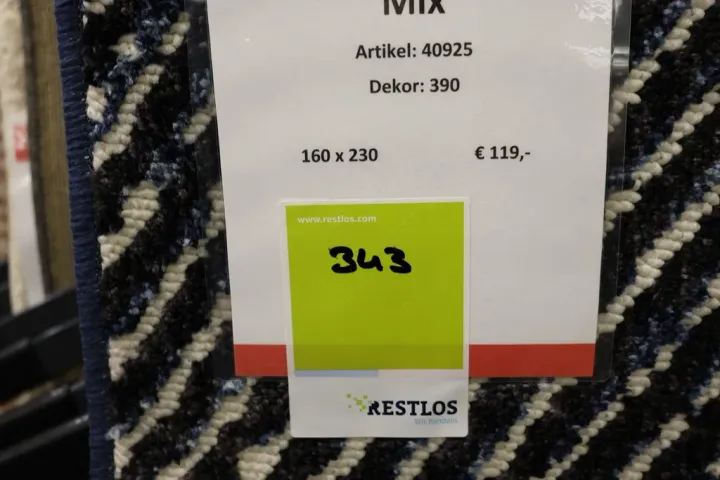 Mix
Artikel: 40925
Dekor: 390
160 x 230 € 119,-
www.restlos.com
343
RESTLOS